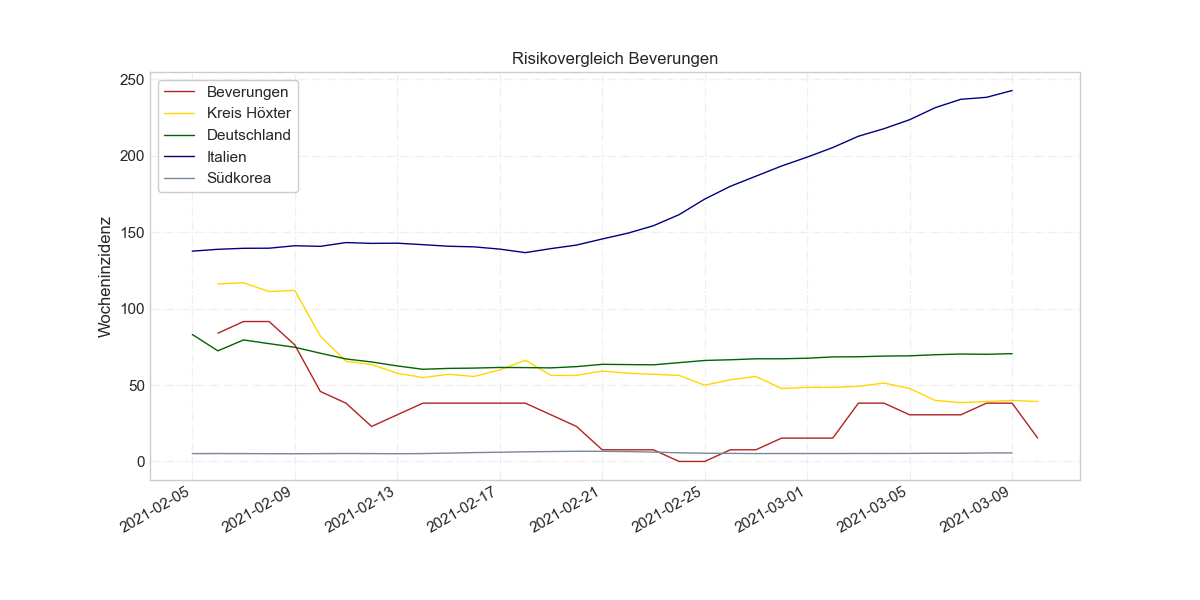 Risikovergleich Beverungen
Wocheninzidenz
250
200
150
100
50
0
Beverungen
Kreis Höxter
Deutschland
Italien
Südkorea
2021-02-05
2021-02-09
2021-02-13
2021-02-17
2021-02-21
2021-02-25
2021-03-01
2021-03-05
2021-03-09